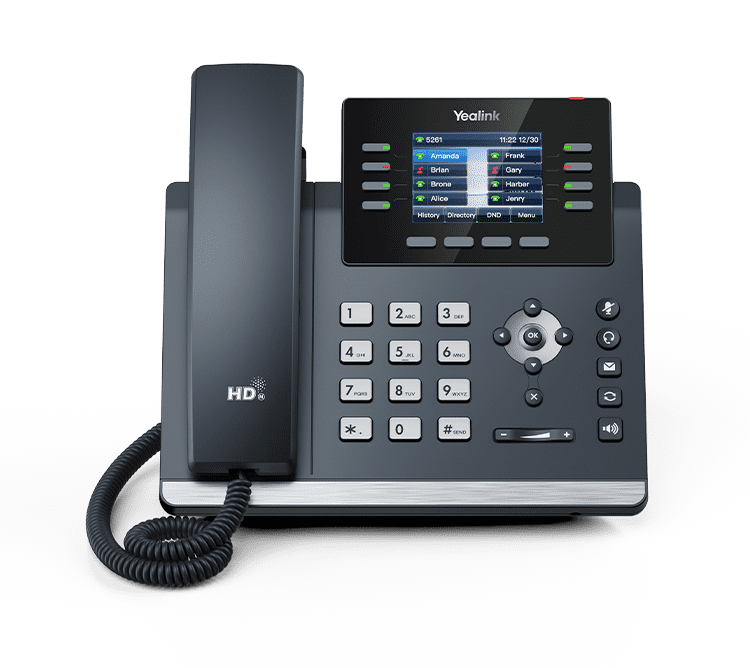 Yealink
5261 11:22 12/30
Amanda Frank
Brian Gary
Brone Harber
Alice Jenny
History Directory DND Menu
1 2 ABC 3 DEF
4 GHI 5 JKL 6 MNO
7 PQRS 8 TUV 9 WXYZ
*. 0 # SEND
OK
HD